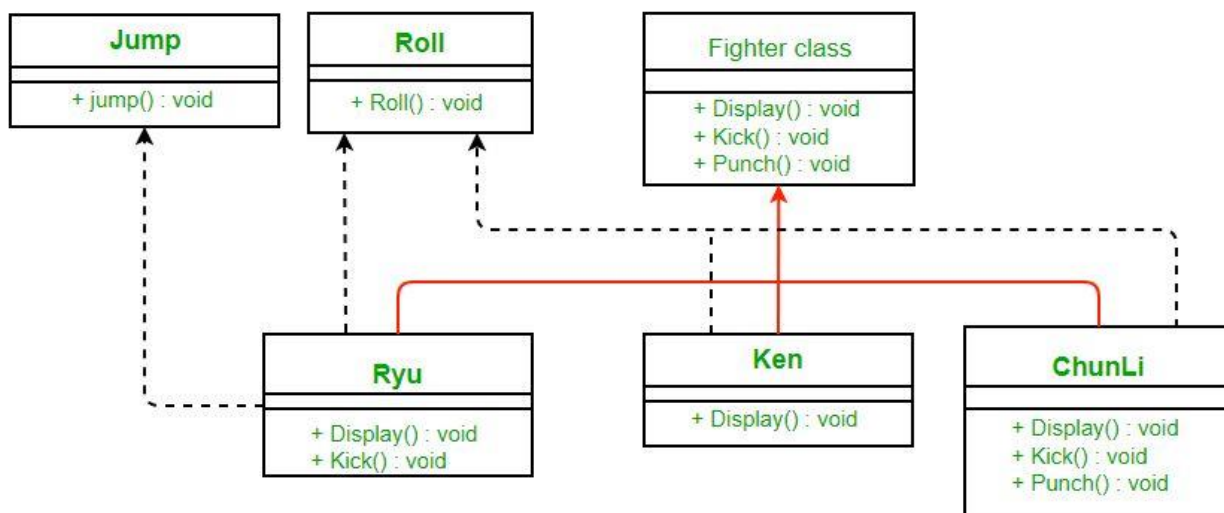 Jump
+ jump() : void
Roll
+ Roll() : void
Fighter class
+ Display() : void
+ Kick() : void
+ Punch() : void
Ryu
+ Display() : void
+ Kick() : void
Ken
+ Display() : void
ChunLi
+ Display() : void
+ Kick() : void
+ Punch() : void